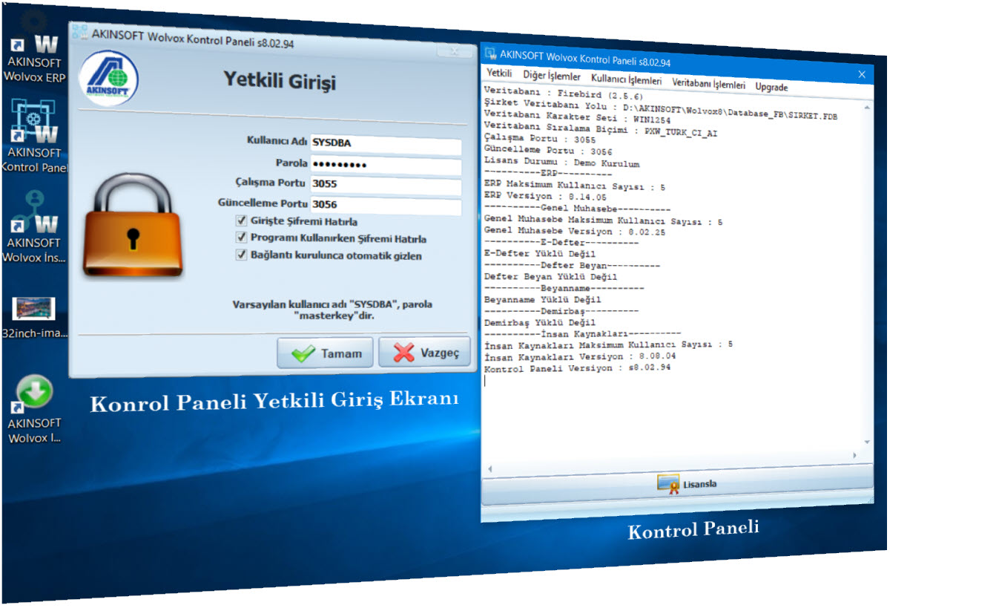 AKINSOFT
Wolvox ERP
AKINSOFT
Kontrol Panel
AKINSOFT
Wolvox İns...
32inch-ima...
AKINSOFT
Wolvox I...
AKINSOFT Wolvox Kontrol Paneli s8.02.94
AKINSOFT
Yetkili Girişi
Kullanıcı Adı SYSDBA
Parola •••••••••
Çalışma Portu 3055
Güncelleme Portu 3056
Girişte Şifremi Hatırla
Programı Kullanırken Şifremi Hatırla
Bağlantı kurulunca otomatik gizlen
Varsayılan kullanıcı adı "SYSDBA", parola
"masterkey"dir.
Tamam Vazgeç
Konrol Paneli Yetkili Giriş Ekranı
AKINSOFT Wolvox Kontrol Paneli s8.02.94
Yetkili Diğer İşlemler Kullanıcı İşlemleri Veritabanı İşlemleri Upgrade
Veritabanı : Firebird (2.5.6)
Şirket Veritabanı Yolu : D:\AKINSOFT\Wolvox8\Database_FB\SIRKET.FDB
Veritabanı Karakter Seti : WIN1254
Veritabanı Sıralama Biçimi : PXW_TURK_CI_AI
Çalışma Portu : 3055
Güncelleme Portu : 3056
Lisans Durumu : Demo Kurulum
----------ERP----------
ERP Maksimum Kullanıcı Sayısı : 5
ERP Versiyon : 8.14.05
----------Genel Muhasebe----------
Genel Muhasebe Maksimum Kullanıcı Sayısı : 5
Genel Muhasebe Versiyon : 8.02.25
----------E-Defter----------
E-Defter Yüklü Değil
----------Defter Beyan----------
Defter Beyan Yüklü Değil
----------Beyanname----------
Beyanname Yüklü Değil
----------Demirbaş----------
Demirbaş Yüklü Değil
----------İnsan Kaynakları----------
İnsan Kaynakları Maksimum Kullanıcı Sayısı : 5
İnsan Kaynakları Versiyon : 8.08.04
Kontrol Paneli Versiyon : s8.02.94
Lisansla
Kontrol Paneli